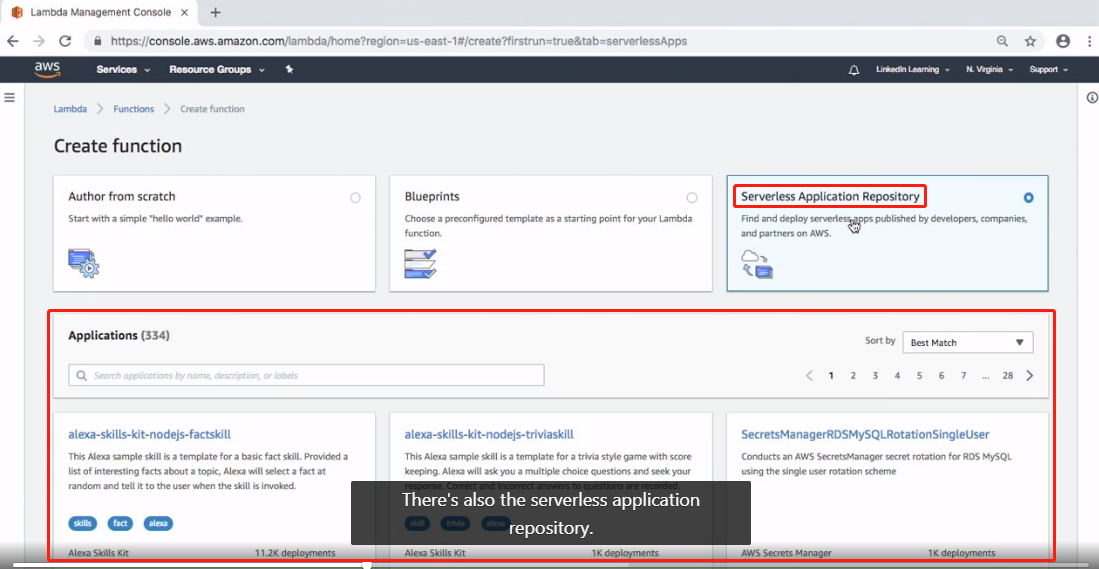 Lambda Management Console
https://console.aws.amazon.com/lambda/home?region=us-east-1#/create?firstrun=true&tab=serverlessApps
aws
Services
Resource Groups
LinkedIn Learning
N. Virginia
Support
Lambda
Functions
Create function
Create function
Author from scratch
Start with a simple "hello world" example.
Blueprints
Choose a preconfigured template as a starting point for your Lambda
function.
Serverless Application Repository
Find and deploy serverless apps published by developers, companies,
and partners on AWS.
Applications (334)
Sort by
Best Match
Search applications by name, description, or labels
1 2 3 4 5 6 7 ... 28
alexa-skills-kit-nodejs-factskill
This Alexa sample skill is a template for a basic fact skill. Provided a
list of interesting facts about a topic, Alexa will select a fact at
random and tell it to the user when the skill is invoked.
skills fact alexa
Alexa Skills Kit 11.2K deployments
alexa-skills-kit-nodejs-triviaskill
This Alexa sample skill is a template for a trivia style game with score
keeping. Alexa will ask you a multiple choice questions and seek your
response. Correct and Incorrect answers to questions are recorded.
skill trivia alexa
Alexa Skills Kit 1K deployments
SecretsManagerRDSMySQLRotationSingleUser
Conducts an AWS SecretsManager secret rotation for RDS MySQL
using the single user rotation scheme
AWS Secrets Manager 1K deployments
There's also the serverless application
repository.